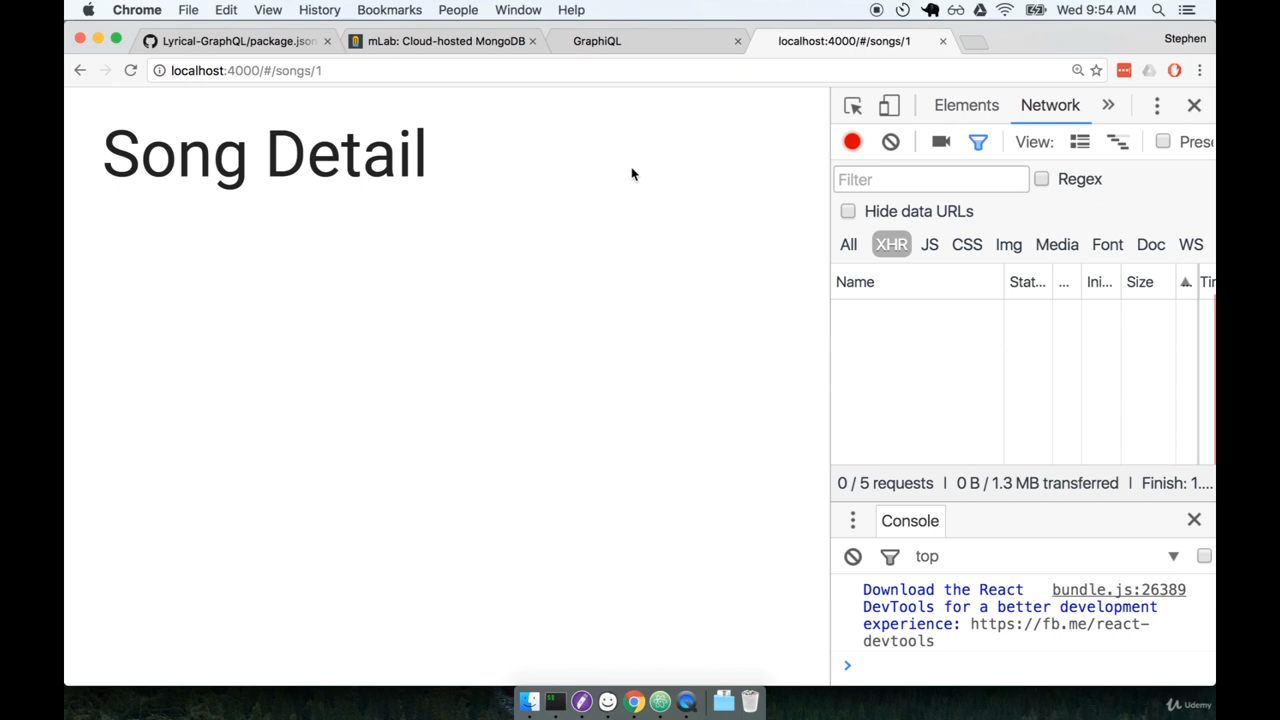 Chrome File Edit View History Bookmarks People Window Help Wed 9:54 AM
Lyrical-GraphQL/package.json mLab: Cloud-hosted MongoDB GraphiQL localhost:4000/#/songs/1 Stephen
localhost:4000/#/songs/1
Elements Network
View: Pres
Song Detail
Filter Regex
Hide data URLs
All XHR JS CSS Img Media Font Doc WS
Name Stat... ... Ini... Size Tir
0 / 5 requests | 0 B / 1.3 MB transferred | Finish: 1....
Console
top
Download the React bundle.js:26389
DevTools for a better development
experience: https://fb.me/react-
devtools
Udemy